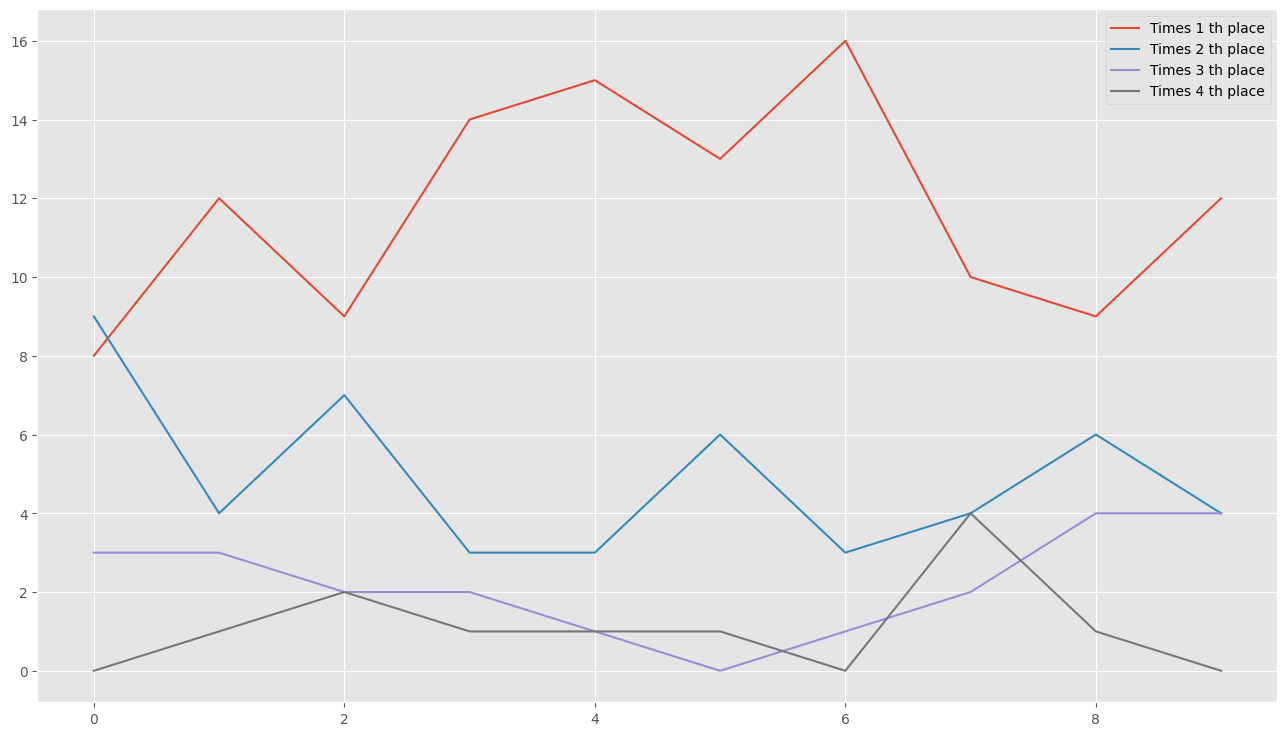 Times 1 th place
Times 2 th place
Times 3 th place
Times 4 th place
16
14
12
10
8
6
4
2
0
0 2 4 6 8